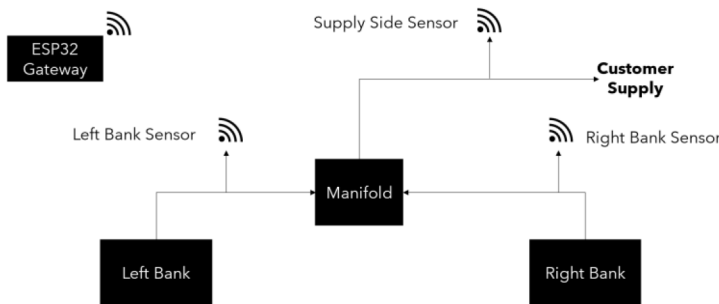 ESP32
Gateway
Supply Side Sensor
Customer
Supply
Left Bank Sensor
Right Bank Sensor
Manifold
Left Bank
Right Bank